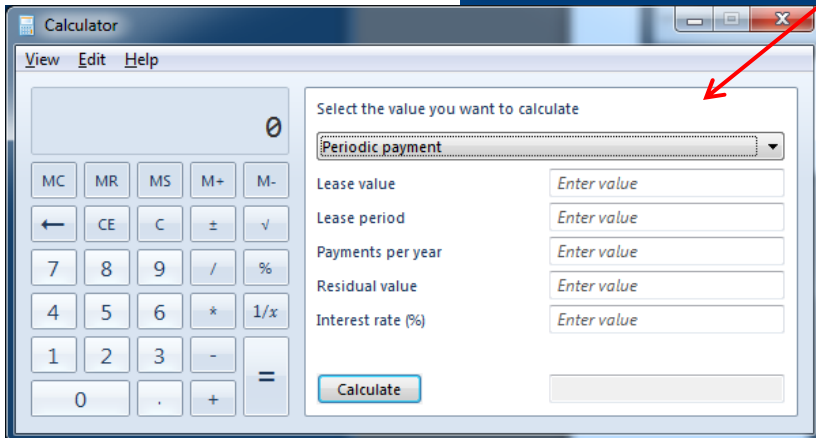 Calculator
View Edit Help
0
MC MR MS M+ M-
← CE C ± √
7 8 9 / %
4 5 6 * 1/x
1 2 3 - =
0 . +
Select the value you want to calculate
Periodic payment
Lease value Enter value
Lease period Enter value
Payments per year Enter value
Residual value Enter value
Interest rate (%) Enter value
Calculate